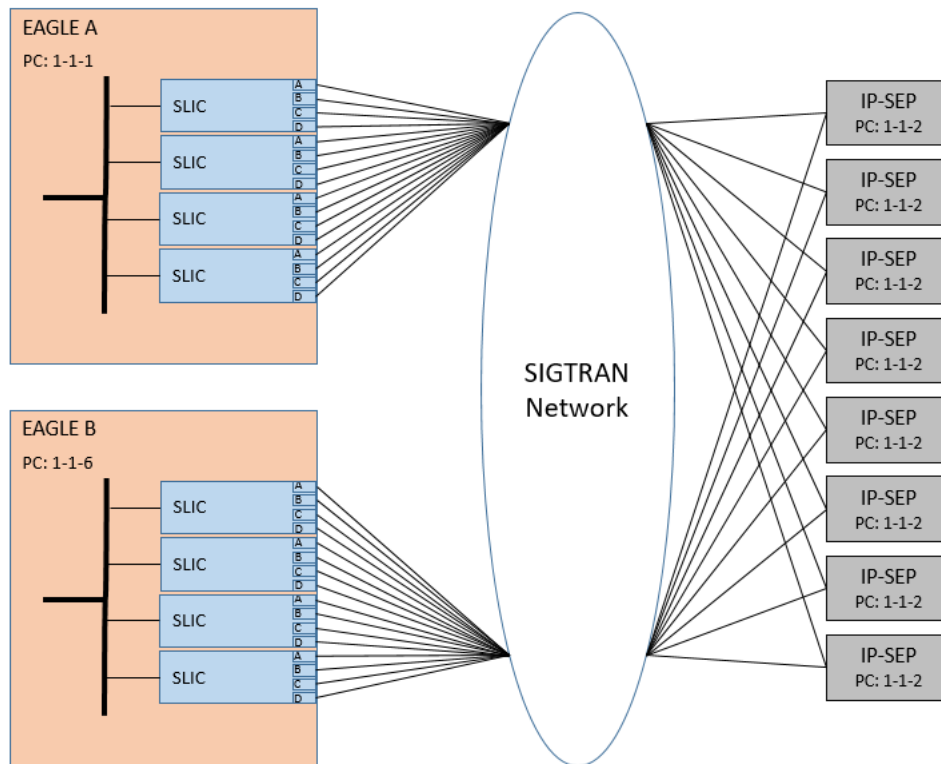 EAGLE A
PC: 1-1-1
SLIC
A
B
C
D
SLIC
A
B
C
D
SLIC
A
B
C
D
SLIC
A
B
C
D
EAGLE B
PC: 1-1-6
SLIC
A
B
C
D
SLIC
A
B
C
D
SLIC
A
B
C
D
SLIC
A
B
C
D
SIGTRAN
Network
IP-SEP
PC: 1-1-2
IP-SEP
PC: 1-1-2
IP-SEP
PC: 1-1-2
IP-SEP
PC: 1-1-2
IP-SEP
PC: 1-1-2
IP-SEP
PC: 1-1-2
IP-SEP
PC: 1-1-2
IP-SEP
PC: 1-1-2